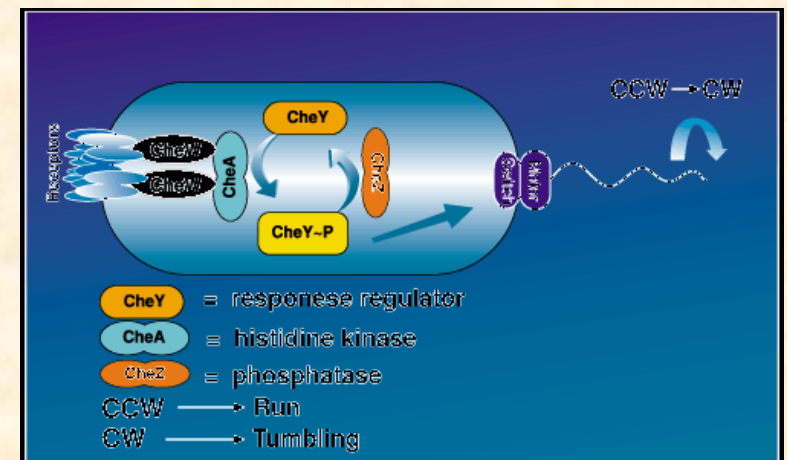 CCW → CW
CheY
Receptors
CheW
CheW
CheA
CheZ
Switch
Motor
CheY~P
CheY = responese regulator
CheA = histidine kinase
CheZ = phosphatase
CCW → Run
CW → Tumbling